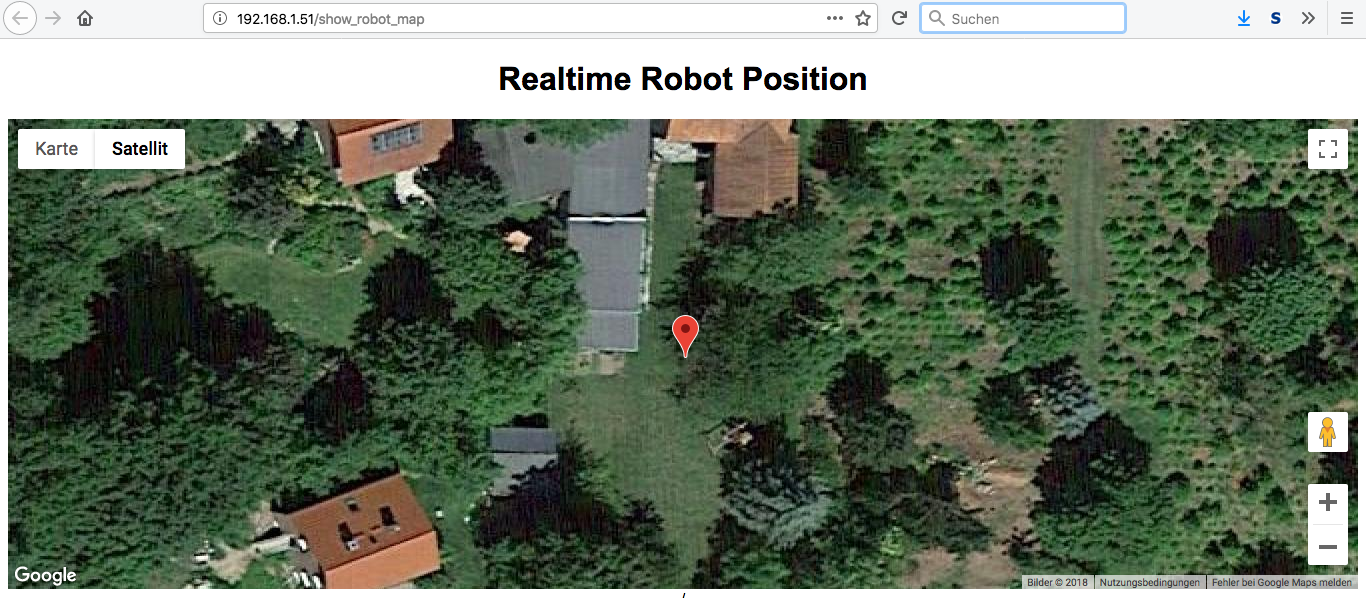 192.168.1.51/show_robot_map
Suchen
S
Realtime Robot Position
Karte Satellit
Google
Bilder © 2018 Nutzungsbedingungen Fehler bei Google Maps melden